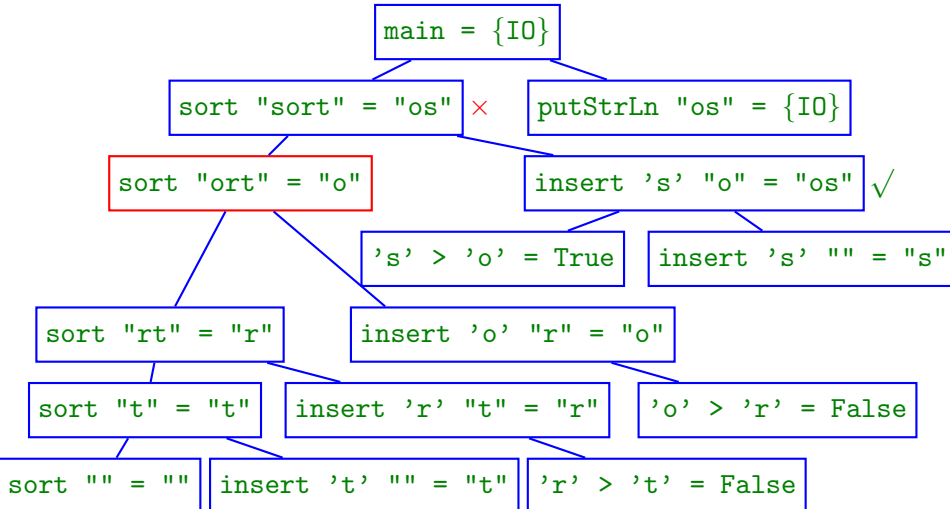 main = {IO}
sort "sort" = "os" × putStrLn "os" = {IO}
sort "ort" = "o" insert 's' "o" = "os" √
's' > 'o' = True insert 's' "" = "s"
sort "rt" = "r" insert 'o' "r" = "o"
sort "t" = "t" insert 'r' "t" = "r" 'o' > 'r' = False
sort "" = "" insert 't' "" = "t" 'r' > 't' = False